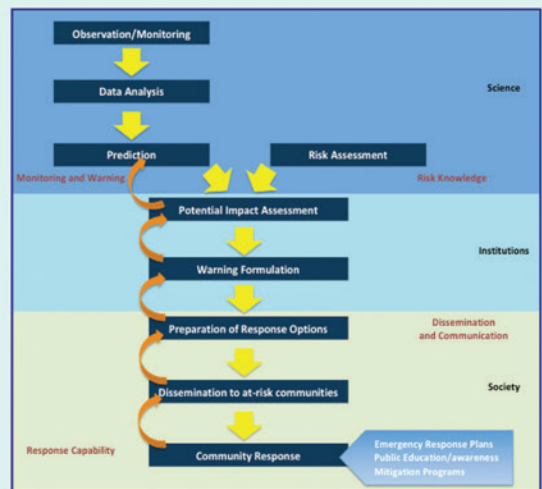 Observation/Monitoring
Data Analysis
Science
Prediction
Risk Assessment
Monitoring and Warning
Risk Knowledge
Potential Impact Assessment
Institutions
Warning Formulation
Preparation of Response Options
Dissemination
and Communication
Dissemination to at-risk communities
Society
Response Capability
Community Response
Emergency Response Plans
Public Education/awareness
Mitigation Programs